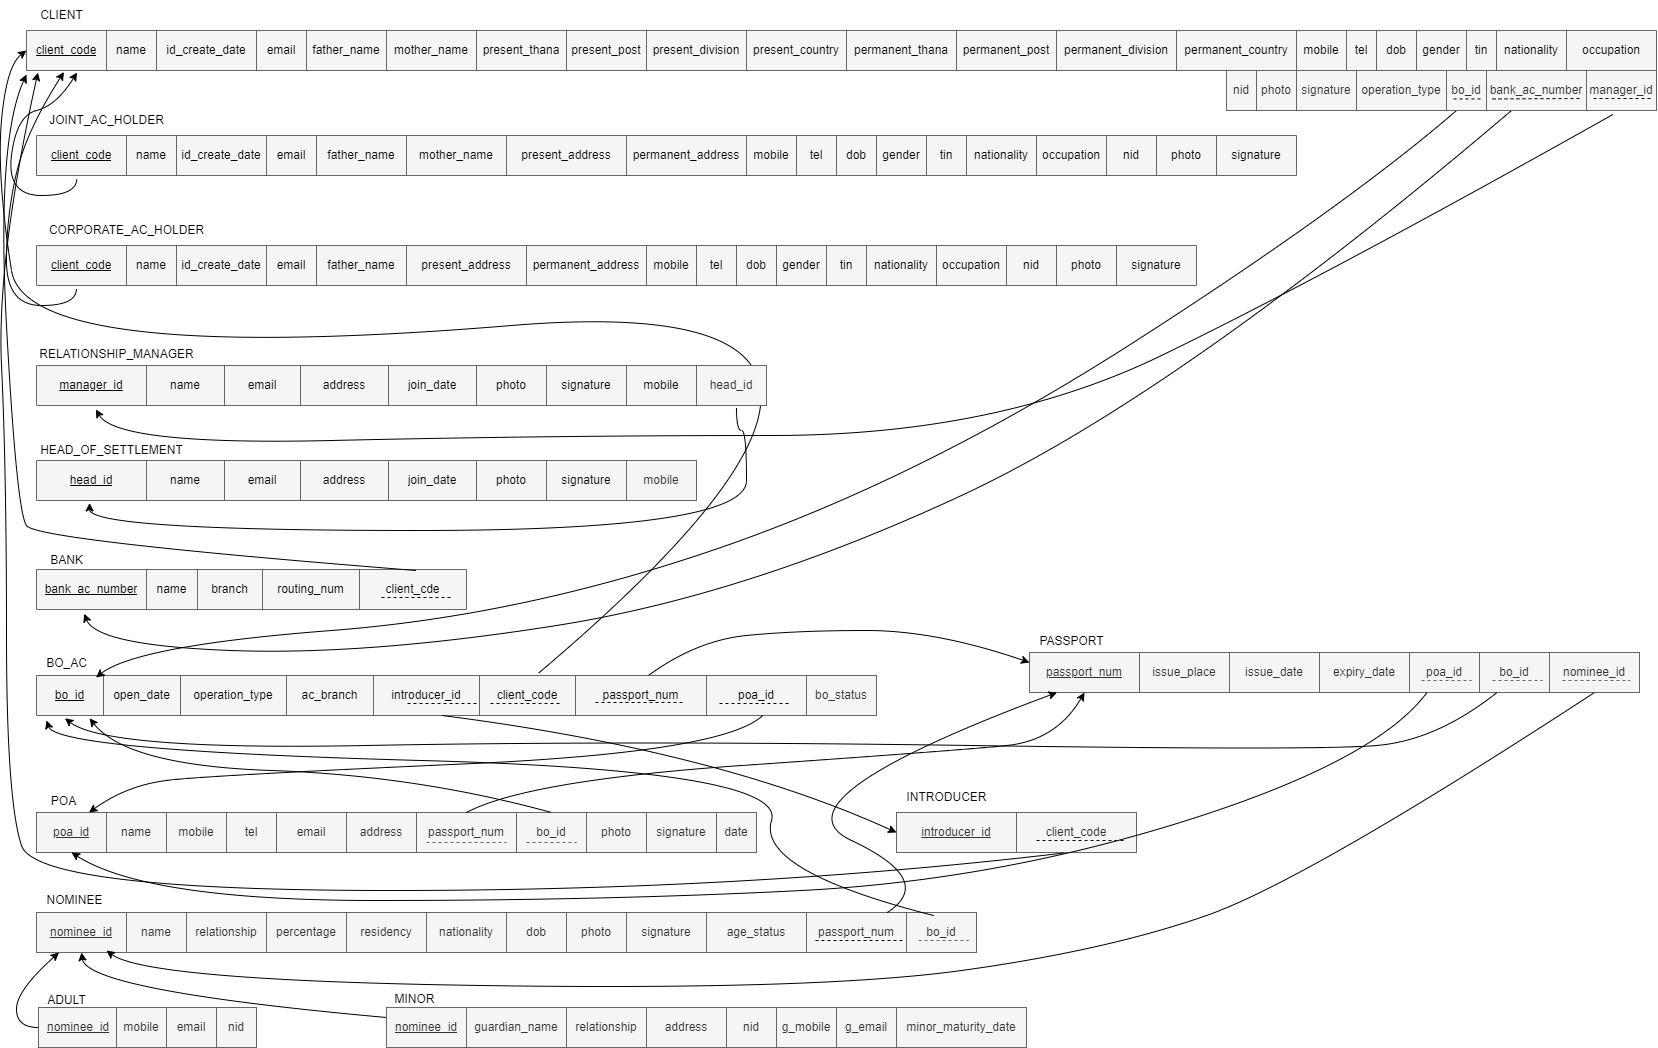 CLIENT
client_code name id_create_date email father_name mother_name present_thana present_post present_division present_country permanent_thana permanent_post permanent_division permanent_country mobile tel dob gender tin nationality occupation
nid photo signature operation_type bo_id bank_ac_number manager_id
JOINT_AC_HOLDER
client_code name id_create_date email father_name mother_name present_address permanent_address mobile tel dob gender tin nationality occupation nid photo signature
CORPORATE_AC_HOLDER
client_code name id_create_date email father_name present_address permanent_address mobile tel dob gender tin nationality occupation nid photo signature
RELATIONSHIP_MANAGER
manager_id name email address join_date photo signature mobile head_id
HEAD_OF_SETTLEMENT
head_id name email address join_date photo signature mobile
BANK
bank_ac_number name branch routing_num client_cde
PASSPORT
passport_num issue_place issue_date expiry_date poa_id bo_id nominee_id
BO_AC
bo_id open_date operation_type ac_branch introducer_id client_code passport_num poa_id bo_status
POA
poa_id name mobile tel email address passport_num bo_id photo signature date
INTRODUCER
introducer_id client_code
NOMINEE
nominee_id name relationship percentage residency nationality dob photo signature age_status passport_num bo_id
ADULT
nominee_id mobile email nid
MINOR
nominee_id guardian_name relationship address nid g_mobile g_email minor_maturity_date